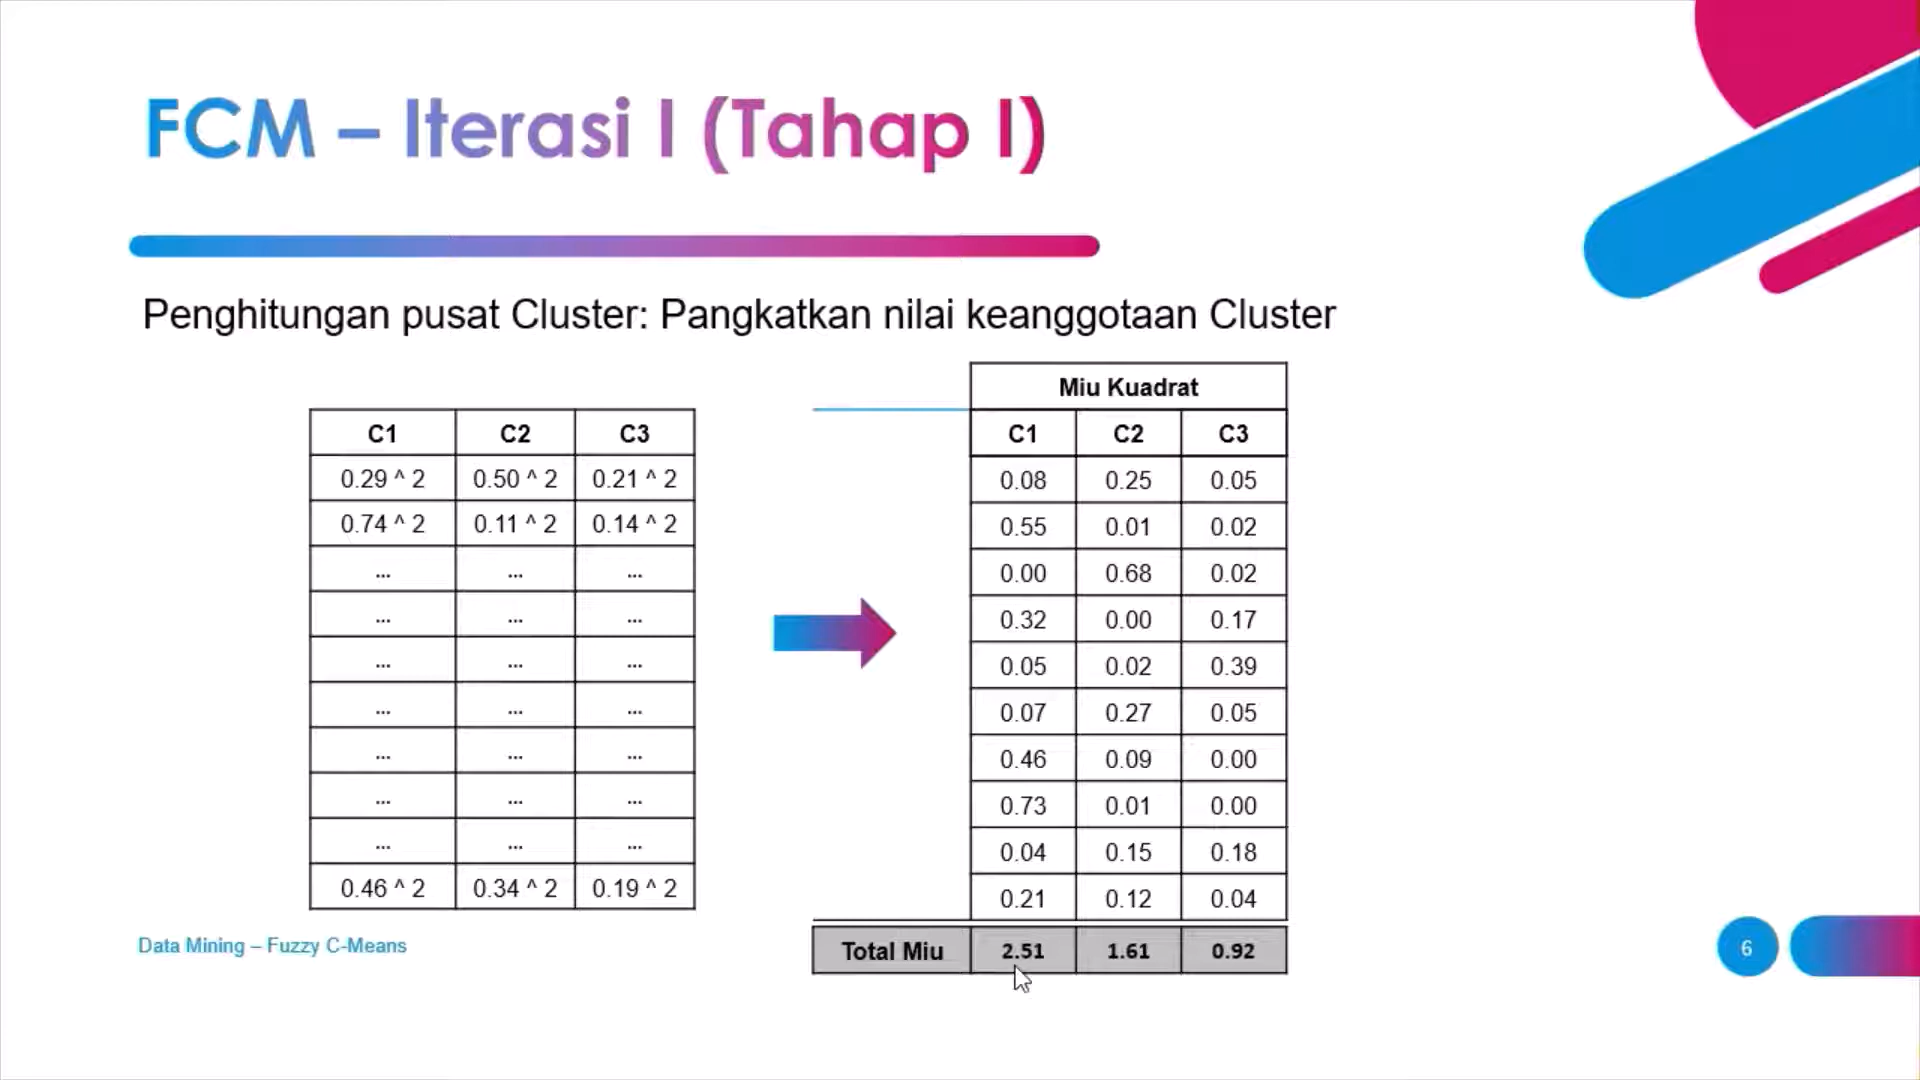 FCM – Iterasi I (Tahap I)
Penghitungan pusat Cluster: Pangkatkan nilai keanggotaan Cluster
C1 C2 C3
0.29 ^ 2 0.50 ^ 2 0.21 ^ 2
0.74 ^ 2 0.11 ^ 2 0.14 ^ 2
... ... ...
... ... ...
... ... ...
... ... ...
... ... ...
... ... ...
... ... ...
0.46 ^ 2 0.34 ^ 2 0.19 ^ 2
Miu Kuadrat
C1 C2 C3
0.08 0.25 0.05
0.55 0.01 0.02
0.00 0.68 0.02
0.32 0.00 0.17
0.05 0.02 0.39
0.07 0.27 0.05
0.46 0.09 0.00
0.73 0.01 0.00
0.04 0.15 0.18
0.21 0.12 0.04
Total Miu 2.51 1.61 0.92
Data Mining – Fuzzy C-Means
6